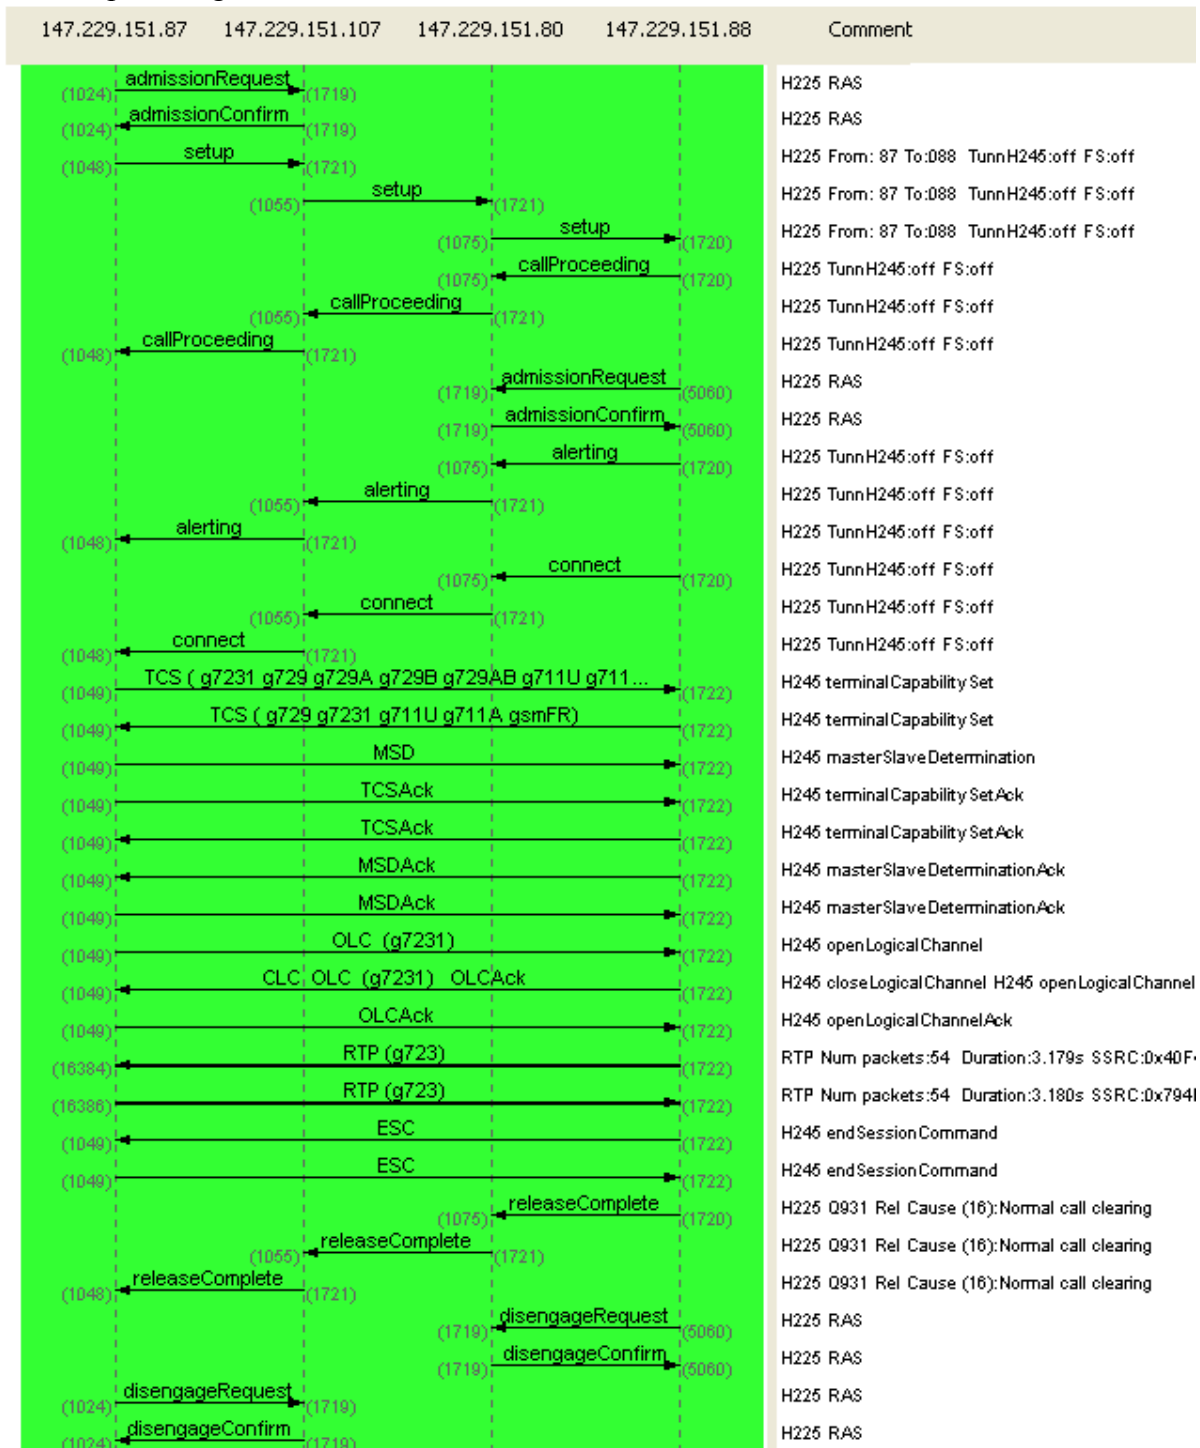 147.229.151.87 147.229.151.107 147.229.151.80 147.229.151.88 Comment
admissionRequest (1024) (1719) H225 RAS
admissionConfirm (1024) (1719) H225 RAS
setup (1048) (1721) H225 From: 87 To:088 TunnH245:off FS:off
setup (1055) (1721) H225 From: 87 To:088 TunnH245:off FS:off
setup (1075) (1720) H225 From: 87 To:088 TunnH245:off FS:off
callProceeding (1075) (1720) H225 TunnH245:off FS:off
callProceeding (1055) (1721) H225 TunnH245:off FS:off
callProceeding (1048) (1721) H225 TunnH245:off FS:off
admissionRequest (1719) (5060) H225 RAS
admissionConfirm (1719) (5060) H225 RAS
alerting (1075) (1720) H225 TunnH245:off FS:off
alerting (1055) (1721) H225 TunnH245:off FS:off
alerting (1048) (1721) H225 TunnH245:off FS:off
connect (1075) (1720) H225 TunnH245:off FS:off
connect (1055) (1721) H225 TunnH245:off FS:off
connect (1048) (1721) H225 TunnH245:off FS:off
TCS ( g7231 g729 g729A g729B g729AB g711U g711... (1049) (1722) H245 terminalCapabilitySet
TCS ( g729 g7231 g711U g711A gsmFR) (1049) (1722) H245 terminalCapabilitySet
MSD (1049) (1722) H245 masterSlaveDetermination
TCSAck (1049) (1722) H245 terminalCapabilitySetAck
TCSAck (1049) (1722) H245 terminalCapabilitySetAck
MSDAck (1049) (1722) H245 masterSlaveDeterminationAck
MSDAck (1049) (1722) H245 masterSlaveDeterminationAck
OLC (g7231) (1049) (1722) H245 openLogicalChannel
CLC OLC (g7231) OLCAck (1049) (1722) H245 closeLogicalChannel H245 openLogicalChannel
OLCAck (1049) (1722) H245 openLogicalChannelAck
RTP (g723) (16384) (1722) RTP Num packets:54 Duration:3.179s SSRC:0x40F
RTP (g723) (16386) (1722) RTP Num packets:54 Duration:3.180s SSRC:0x794
ESC (1049) (1722) H245 endSessionCommand
ESC (1049) (1722) H245 endSessionCommand
releaseComplete (1075) (1720) H225 Q931 Rel Cause (16):Normal call clearing
releaseComplete (1055) (1721) H225 Q931 Rel Cause (16):Normal call clearing
releaseComplete (1048) (1721) H225 Q931 Rel Cause (16):Normal call clearing
disengageRequest (1719) (5060) H225 RAS
disengageConfirm (1719) (5060) H225 RAS
disengageRequest (1024) (1719) H225 RAS
disengageConfirm (1024) (1719) H225 RAS